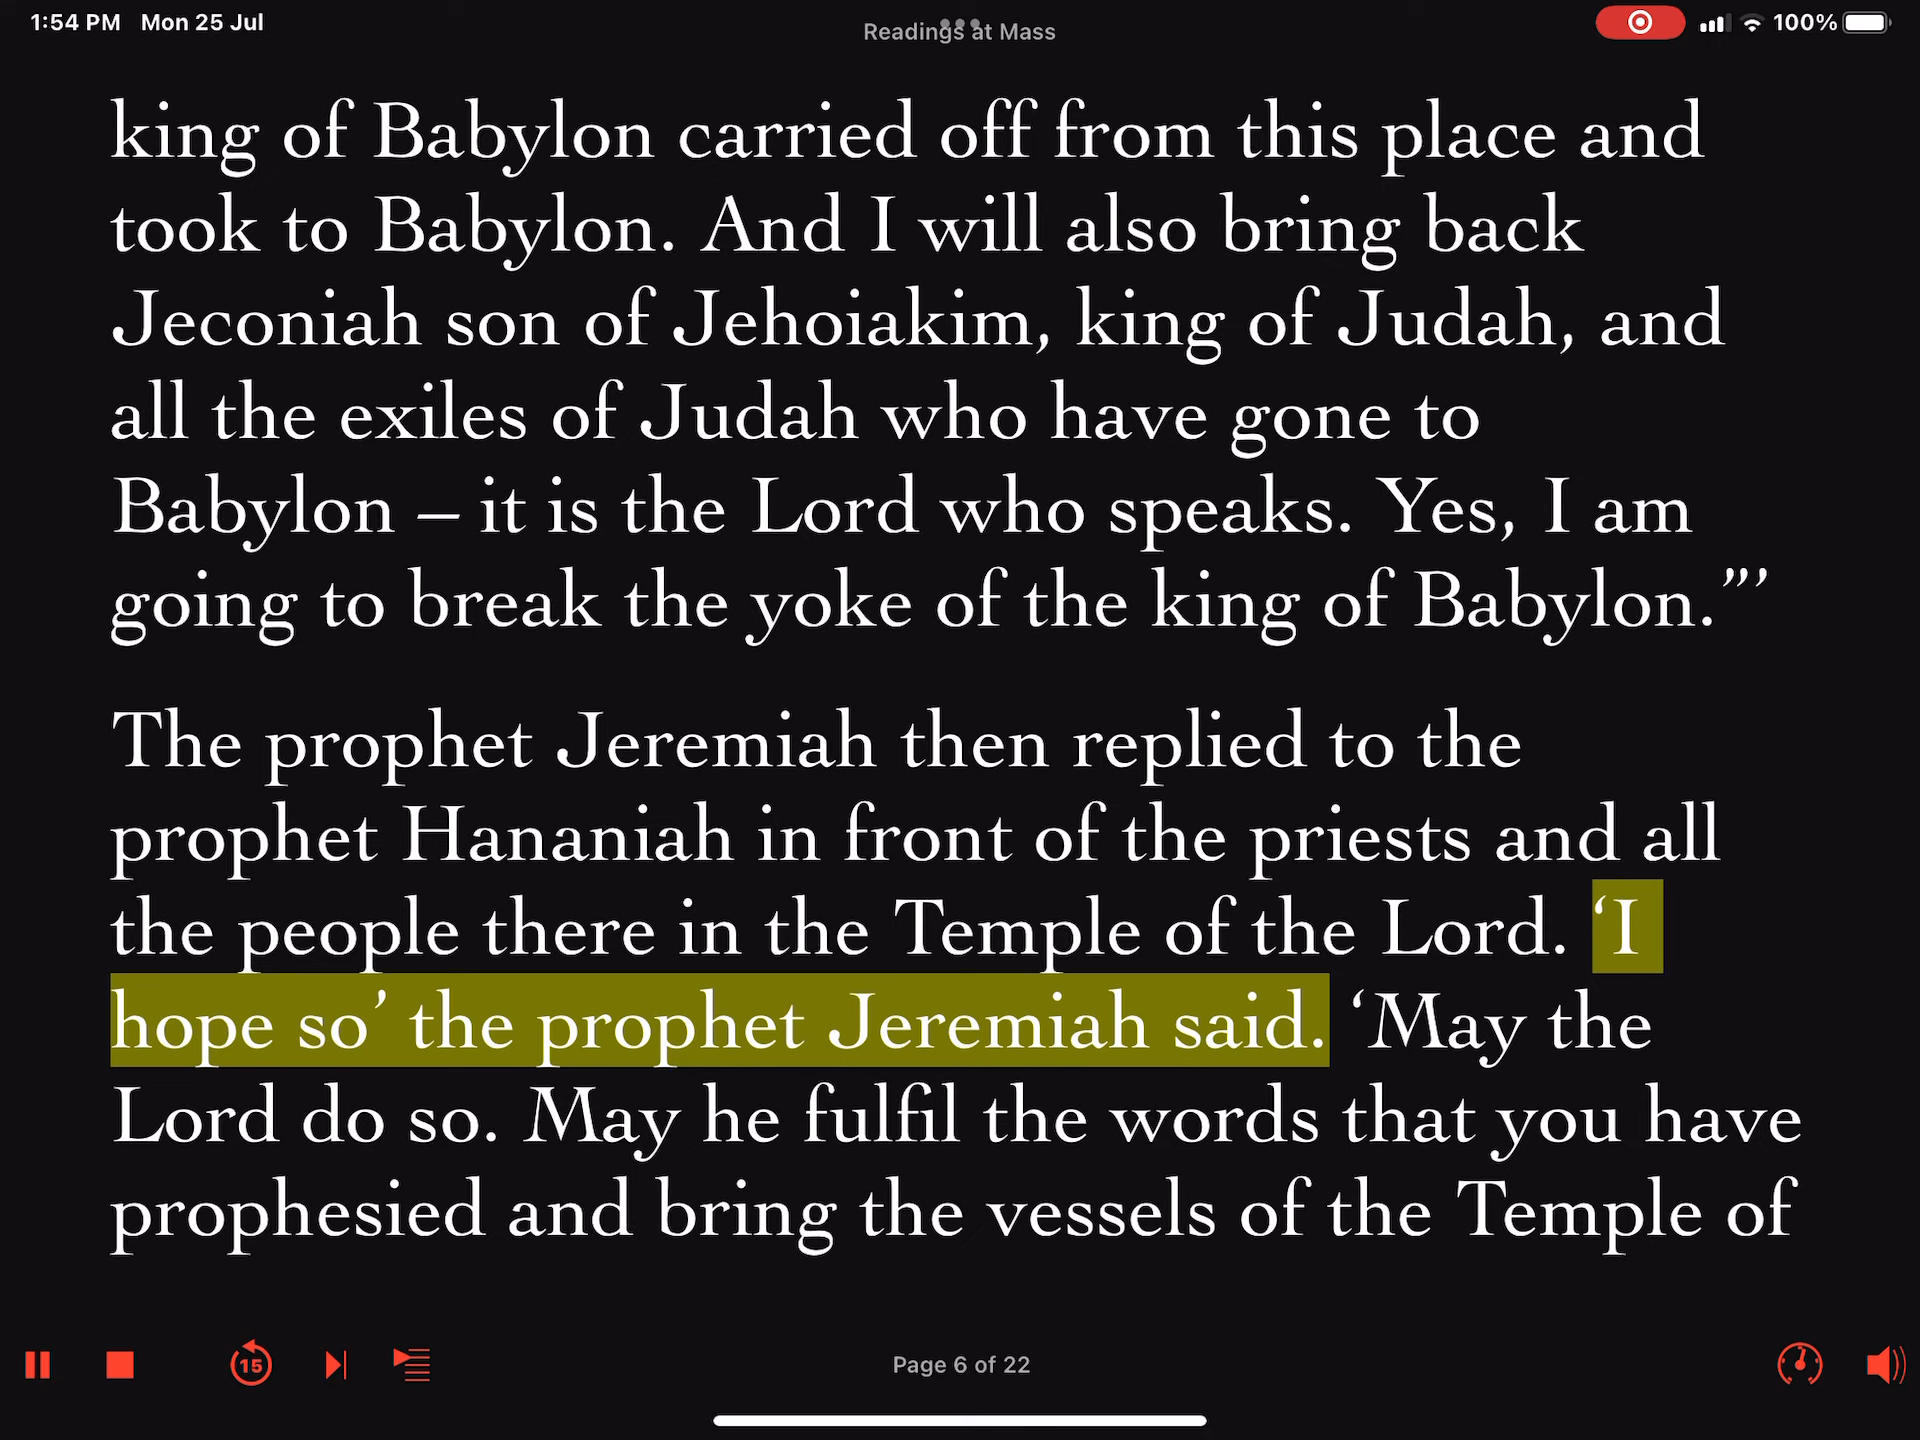 1:54 PM Mon 25 Jul
Readings at Mass
100%
king of Babylon carried off from this place and
took to Babylon. And I will also bring back
Jeconiah son of Jehoiakim, king of Judah, and
all the exiles of Judah who have gone to
Babylon – it is the Lord who speaks. Yes, I am
going to break the yoke of the king of Babylon.”’
The prophet Jeremiah then replied to the
prophet Hananiah in front of the priests and all
the people there in the Temple of the Lord. ‘I
hope so’ the prophet Jeremiah said. ‘May the
Lord do so. May he fulfil the words that you have
prophesied and bring the vessels of the Temple of
15
Page 6 of 22